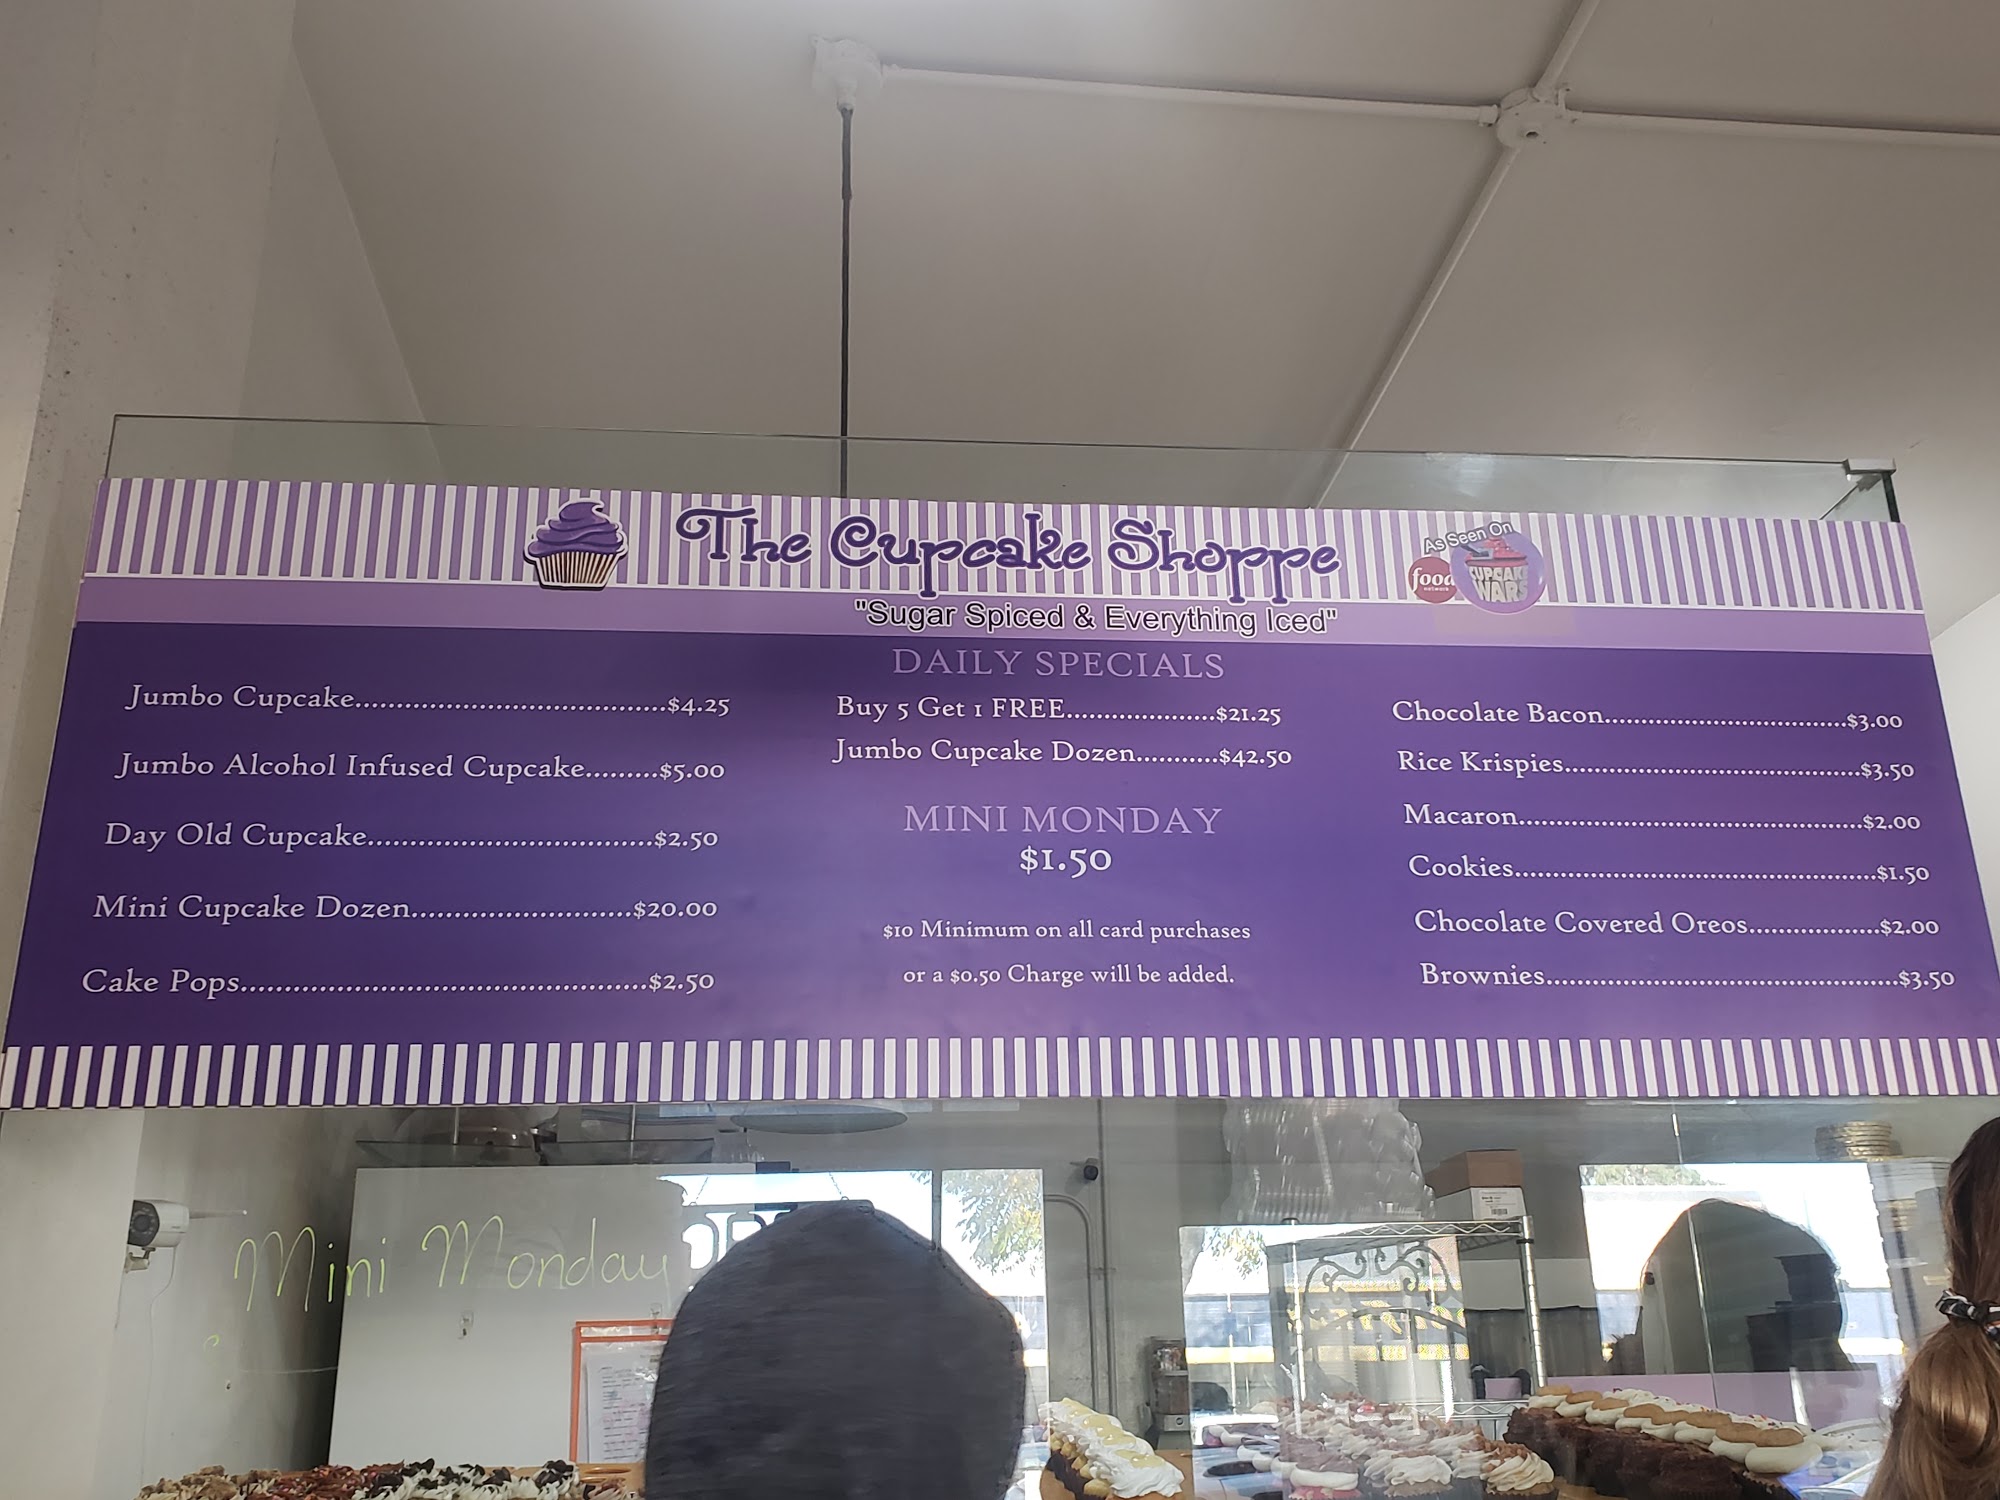 The Cupcake Shoppe
As Seen On
food
network
CUPCAKE
WARS
"Sugar Spiced & Everything Iced"
Jumbo Cupcake......................................$4.25
Jumbo Alcohol Infused Cupcake.........$5.00
Day Old Cupcake...................................$2.50
Mini Cupcake Dozen...........................$20.00
Cake Pops..............................................$2.50
DAILY SPECIALS
Buy 5 Get 1 FREE......................$21.25
Jumbo Cupcake Dozen...........$42.50
MINI MONDAY
$1.50
$10 Minimum on all card purchases
or a $0.50 Charge will be added.
Chocolate Bacon.................................$3.00
Rice Krispies.........................................$3.50
Macaron...............................................$2.00
Cookies.................................................$1.50
Chocolate Covered Oreos..................$2.00
Brownies...............................................$3.50
Mini Monday